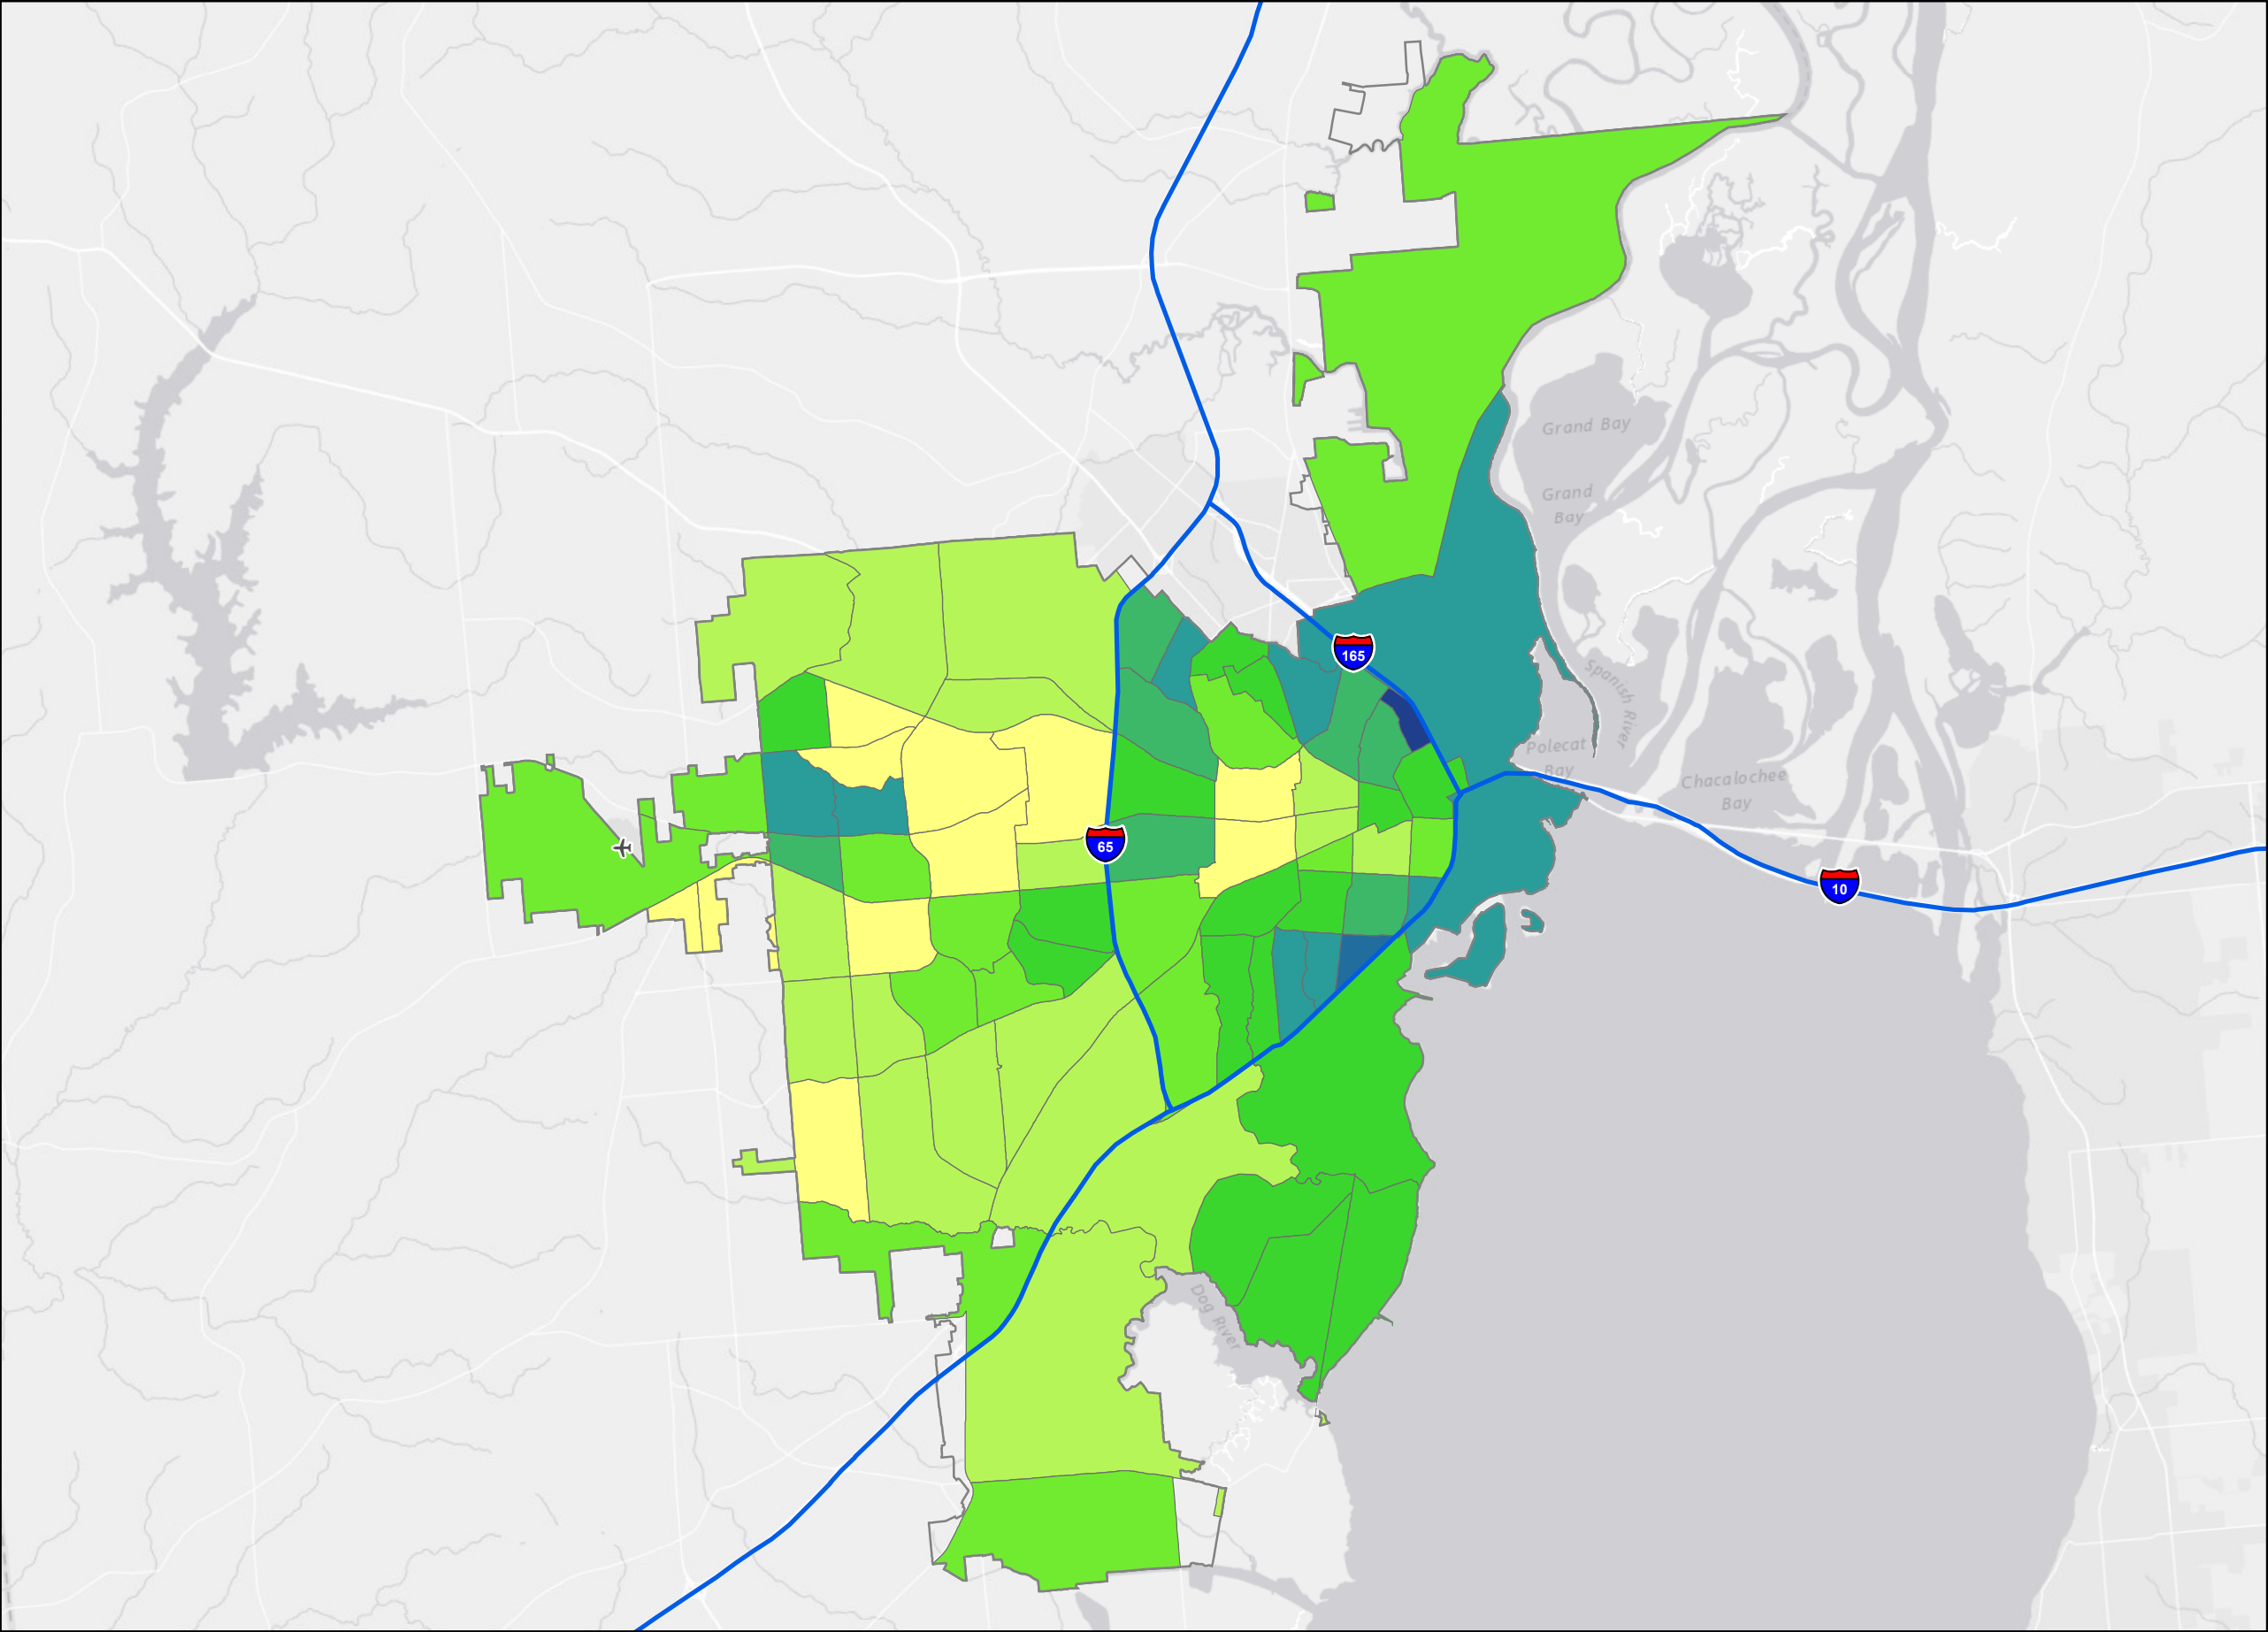 Grand Bay
Grand
Bay
165
Spanish River
Polecat
Bay
Chacalochee
Bay
65
10
Dog River